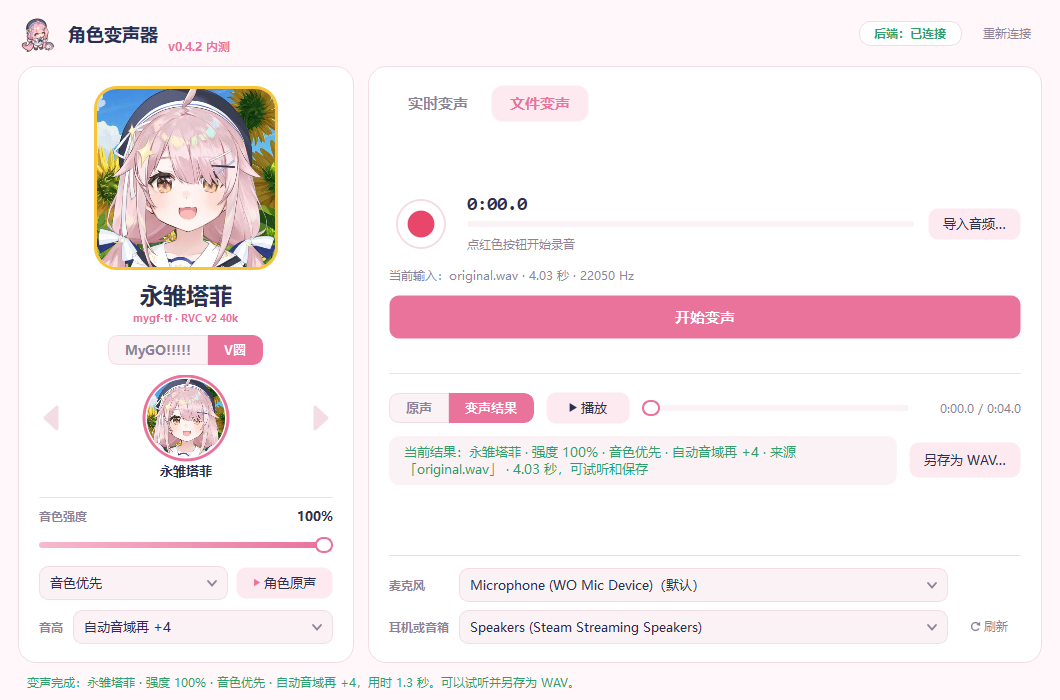 角色变声器 v0.4.2 内测
后端：已连接
重新连接
永雏塔菲
mygf-tf · RVC v2 40k
MyGO!!!!!
V圈
永雏塔菲
音色强度
100%
音色优先
角色原声
音高
自动音域再 +4
实时变声
文件变声
0:00.0
点红色按钮开始录音
导入音频...
当前输入：original.wav · 4.03 秒 · 22050 Hz
开始变声
原声
变声结果
播放
0:00.0 / 0:04.0
当前结果：永雏塔菲 · 强度 100% · 音色优先 · 自动音域再 +4 · 来源
「original.wav」 · 4.03 秒，可试听和保存
另存为 WAV...
麦克风
Microphone (WO Mic Device)（默认）
耳机或音箱
Speakers (Steam Streaming Speakers)
刷新
变声完成：永雏塔菲 · 强度 100% · 音色优先 · 自动音域再 +4，用时 1.3 秒。可以试听并另存为 WAV。